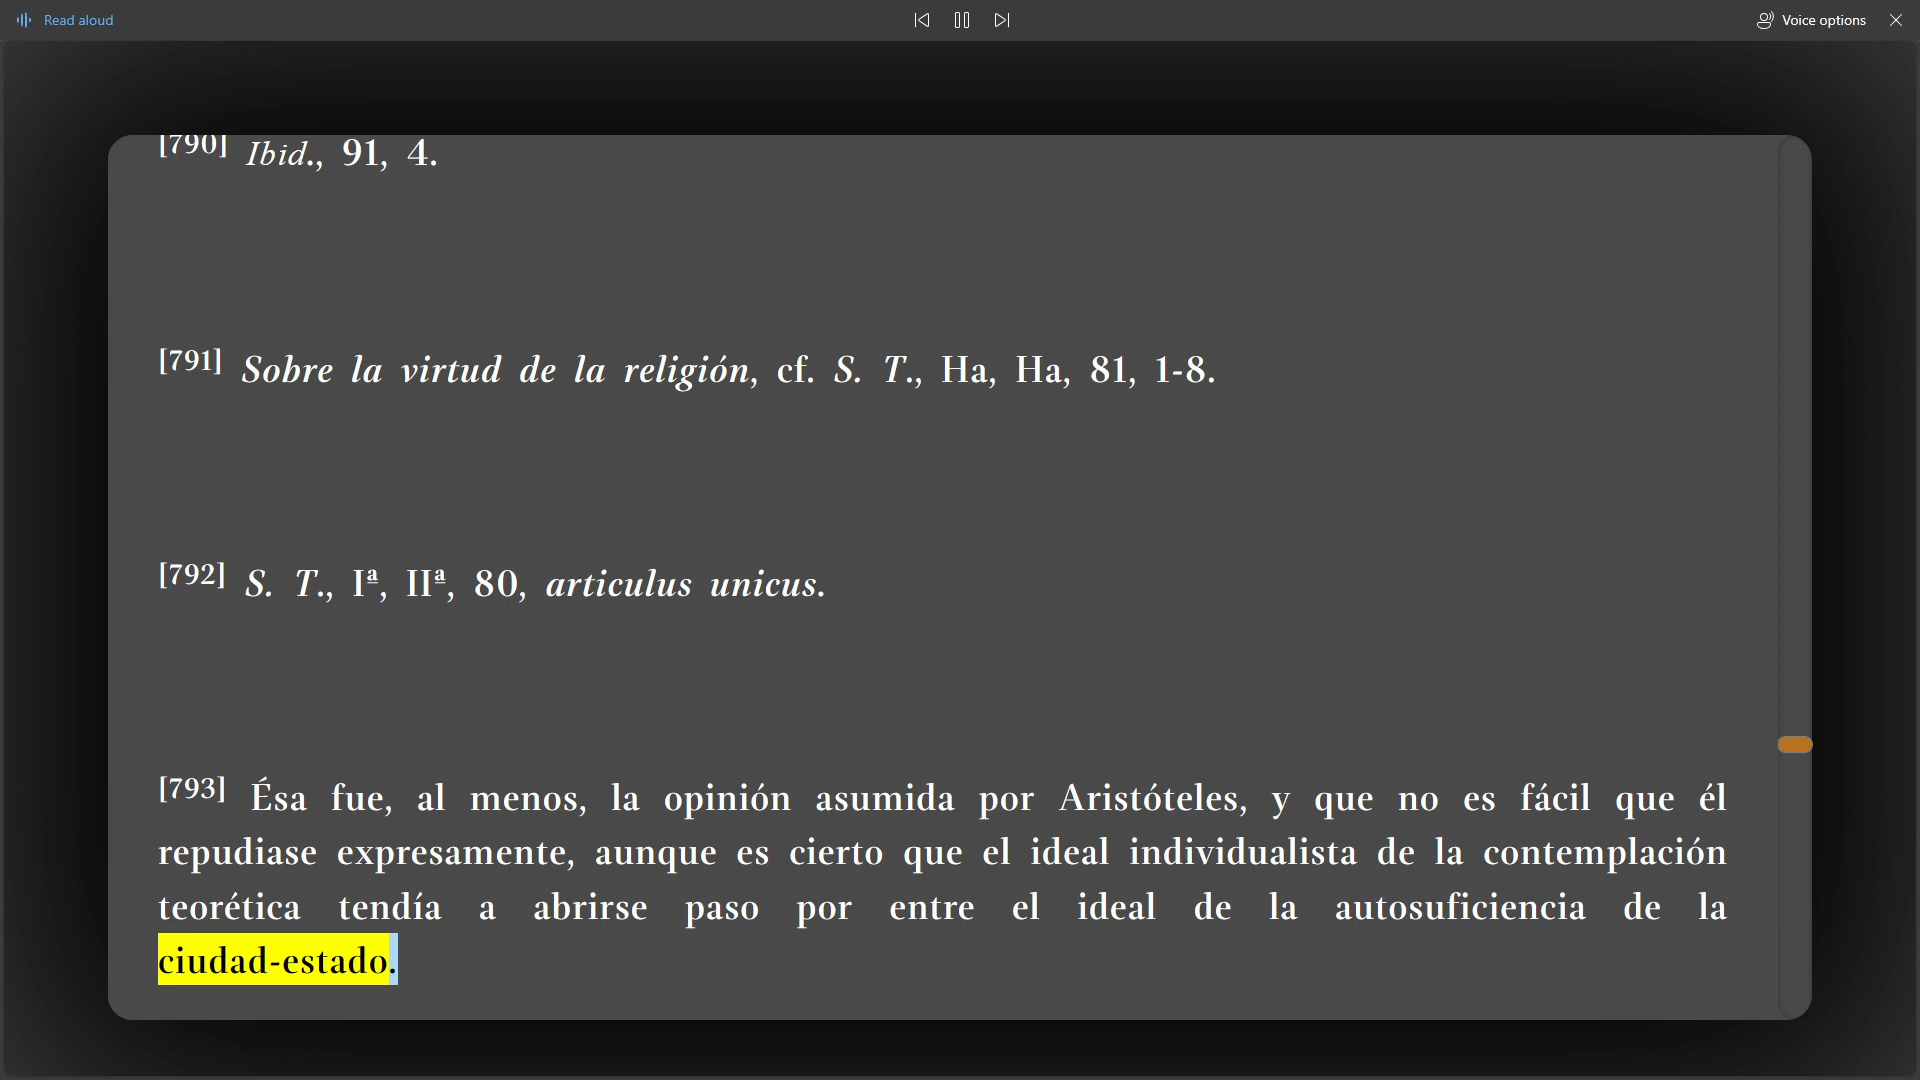 Read aloud
Voice options
[790] Ibid., 91, 4.
[791] Sobre la virtud de la religión, cf. S. T., Ha, Ha, 81, 1-8.
[792] S. T., Iª, IIª, 80, articulus unicus.
[793] Ésa fue, al menos, la opinión asumida por Aristóteles, y que no es fácil que él
repudiase expresamente, aunque es cierto que el ideal individualista de la contemplación
teorética tendía a abrirse paso por entre el ideal de la autosuficiencia de la
ciudad-estado.